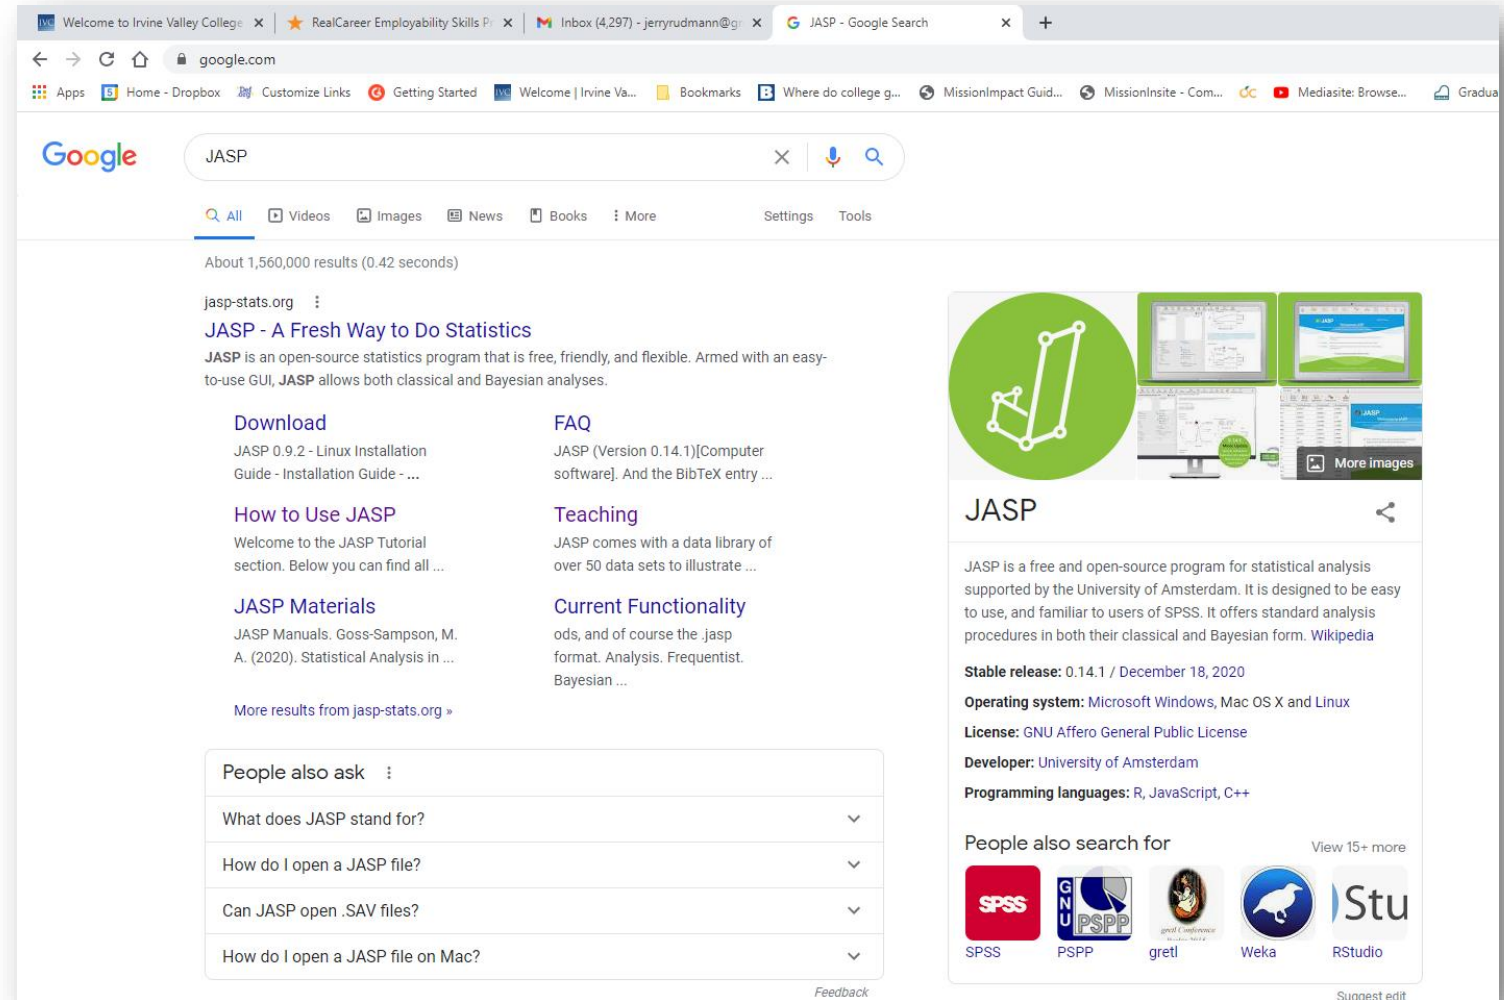 Welcome to Irvine Valley College
RealCareer Employability Skills Pr
Inbox (4,297) - jerryrudmann@gm
JASP - Google Search
google.com
Apps
Home - Dropbox
Customize Links
Getting Started
Welcome | Irvine Va...
Bookmarks
Where do college g...
MissionImpact Guid...
MissionInsite - Com...
Mediasite: Browse...
Gradua
Google
JASP
All
Videos
Images
News
Books
More
Settings
Tools
About 1,560,000 results (0.42 seconds)
jasp-stats.org
JASP - A Fresh Way to Do Statistics
JASP is an open-source statistics program that is free, friendly, and flexible. Armed with an easy-
to-use GUI, JASP allows both classical and Bayesian analyses.
Download
JASP 0.9.2 - Linux Installation
Guide - Installation Guide - ...
FAQ
JASP (Version 0.14.1)[Computer
software]. And the BibTeX entry ...
How to Use JASP
Welcome to the JASP Tutorial
section. Below you can find all ...
Teaching
JASP comes with a data library of
over 50 data sets to illustrate ...
JASP Materials
JASP Manuals. Goss-Sampson, M.
A. (2020). Statistical Analysis in ...
Current Functionality
ods, and of course the .jasp
format. Analysis. Frequentist.
Bayesian ...
More results from jasp-stats.org »
People also ask
What does JASP stand for?
How do I open a JASP file?
Can JASP open .SAV files?
How do I open a JASP file on Mac?
Feedback
More images
JASP
JASP is a free and open-source program for statistical analysis
supported by the University of Amsterdam. It is designed to be easy
to use, and familiar to users of SPSS. It offers standard analysis
procedures in both their classical and Bayesian form. Wikipedia
Stable release: 0.14.1 / December 18, 2020
Operating system: Microsoft Windows, Mac OS X and Linux
License: GNU Affero General Public License
Developer: University of Amsterdam
Programming languages: R, JavaScript, C++
People also search for
View 15+ more
SPSS
GNU
PSPP
gretl Conference
Stu
SPSS
PSPP
gretl
Weka
RStudio
Suggest edit